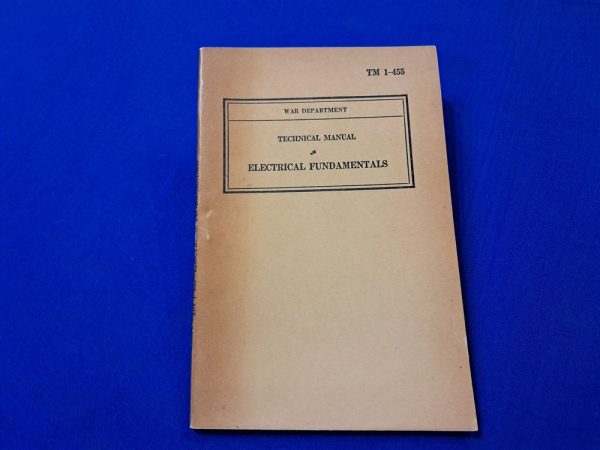 TM 1-455
WAR DEPARTMENT
TECHNICAL MANUAL
ELECTRICAL FUNDAMENTALS